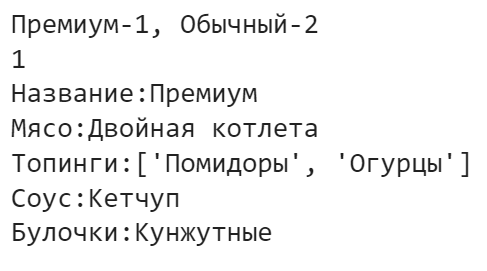 Премиум-1, Обычный-2
1
Название:Премиум
Мясо:Двойная котлета
Топинги:['Помидоры', 'Огурцы']
Соус:Кетчуп
Булочки:Кунжутные